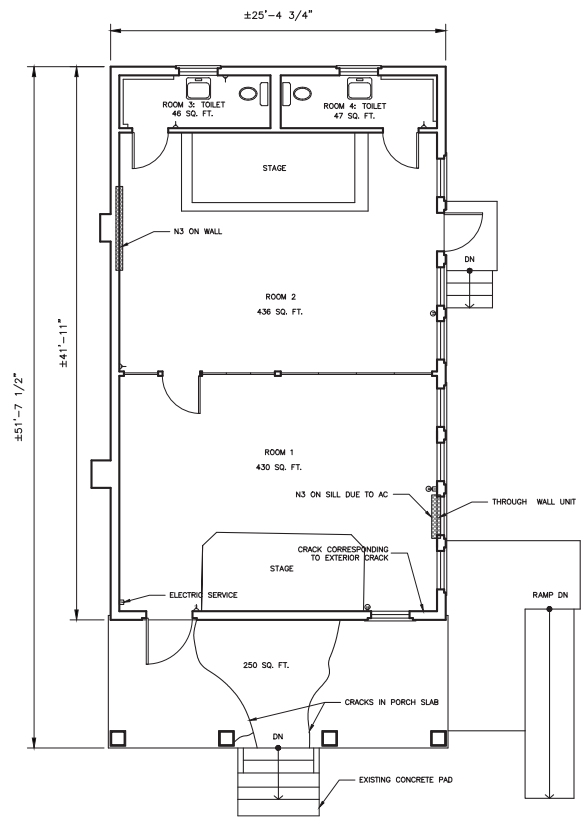 ±25'-4 3/4"
ROOM 3: TOILET
46 SQ. FT.
ROOM 4: TOILET
47 SQ. FT.
STAGE
N3 ON WALL
DN
ROOM 2
436 SQ. FT.
±41'-11"
±51'-7 1/2"
ROOM 1
430 SQ. FT.
N3 ON SILL DUE TO AC
THROUGH WALL UNIT
CRACK CORRESPONDING
TO EXTERIOR CRACK
STAGE
ELECTRIC SERVICE
RAMP DN
250 SQ. FT.
CRACKS IN PORCH SLAB
DN
EXISTING CONCRETE PAD